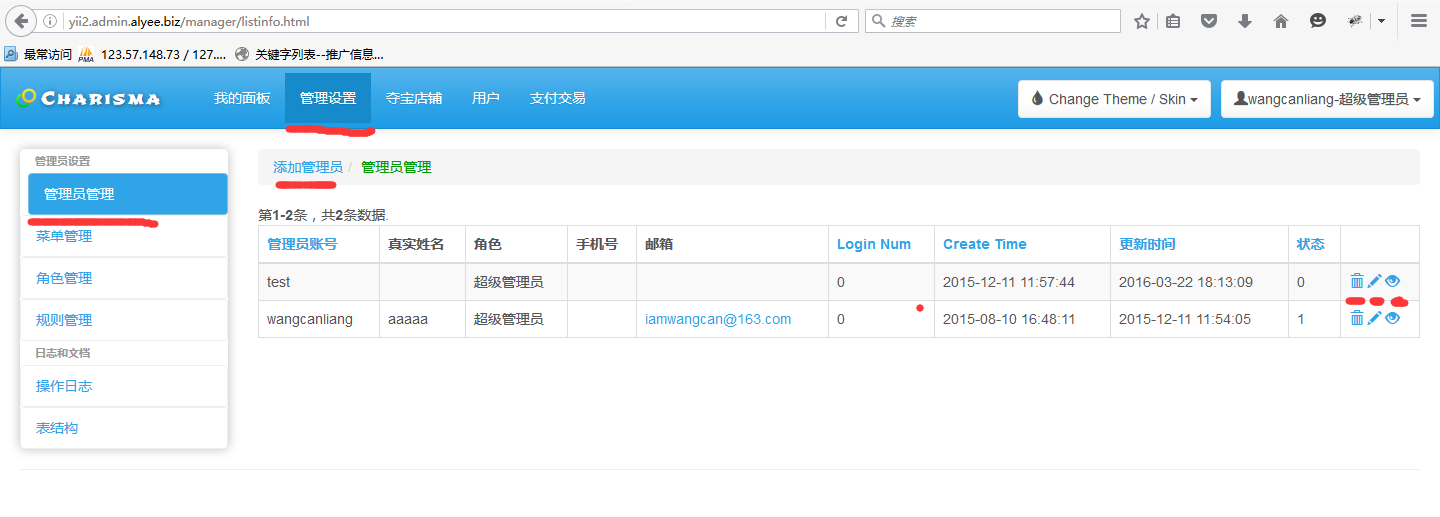 yii2.admin.alyee.biz/manager/listinfo.html 搜索
最常访问 PMA 123.57.148.73 / 127.... 关键字列表--推广信息...
CHARISMA 我的面板 管理设置 夺宝店铺 用户 支付交易 Change Theme / Skin wangcanliang-超级管理员
管理员设置
管理员管理
菜单管理
角色管理
规则管理
日志和文档
操作日志
表结构
添加管理员 / 管理员管理
第1-2条，共2条数据.
管理员账号 真实姓名 角色 手机号 邮箱 Login Num Create Time 更新时间 状态
test 超级管理员 0 2015-12-11 11:57:44 2016-03-22 18:13:09 0
wangcanliang aaaaa 超级管理员 iamwangcan@163.com 0 2015-08-10 16:48:11 2015-12-11 11:54:05 1